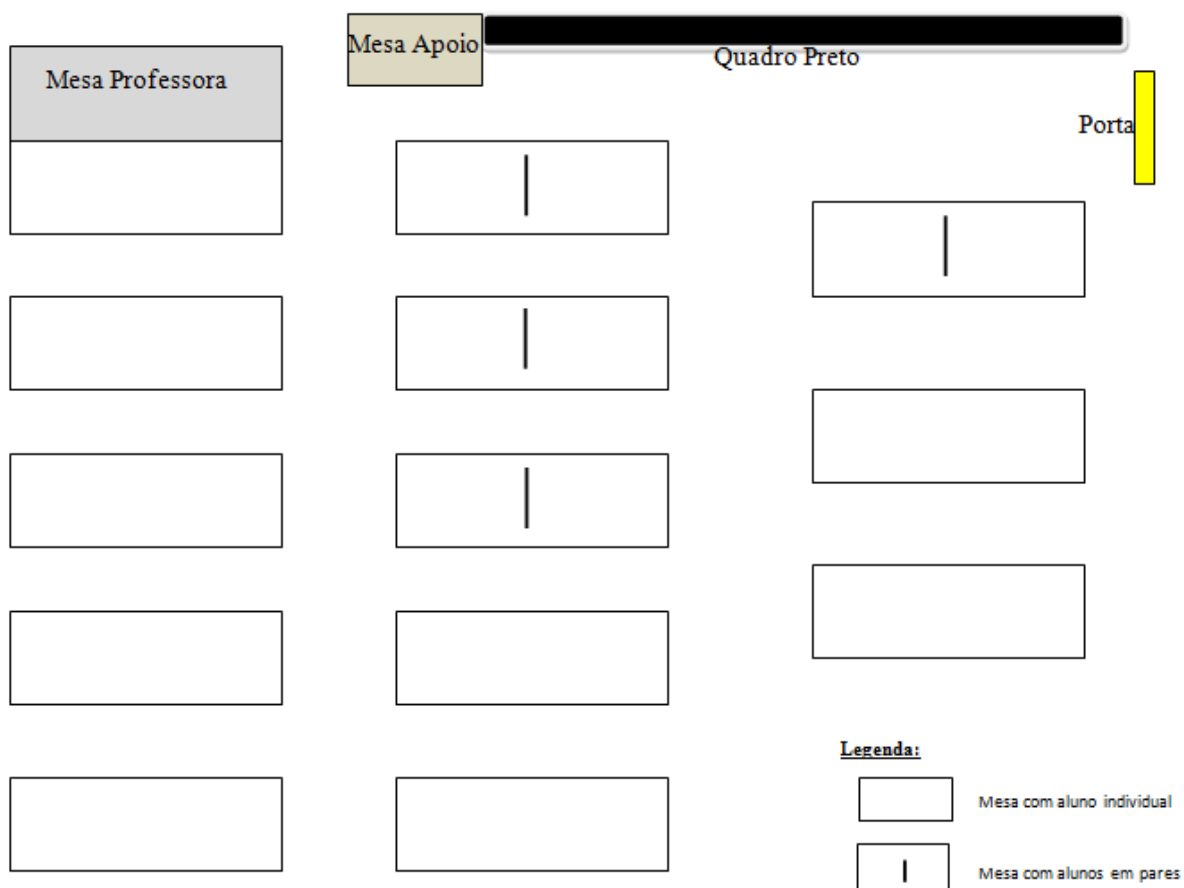 Mesa Apoio
Quadro Preto
Mesa Professora
Porta
Legenda:
Mesa com aluno individual
Mesa com alunos em pares